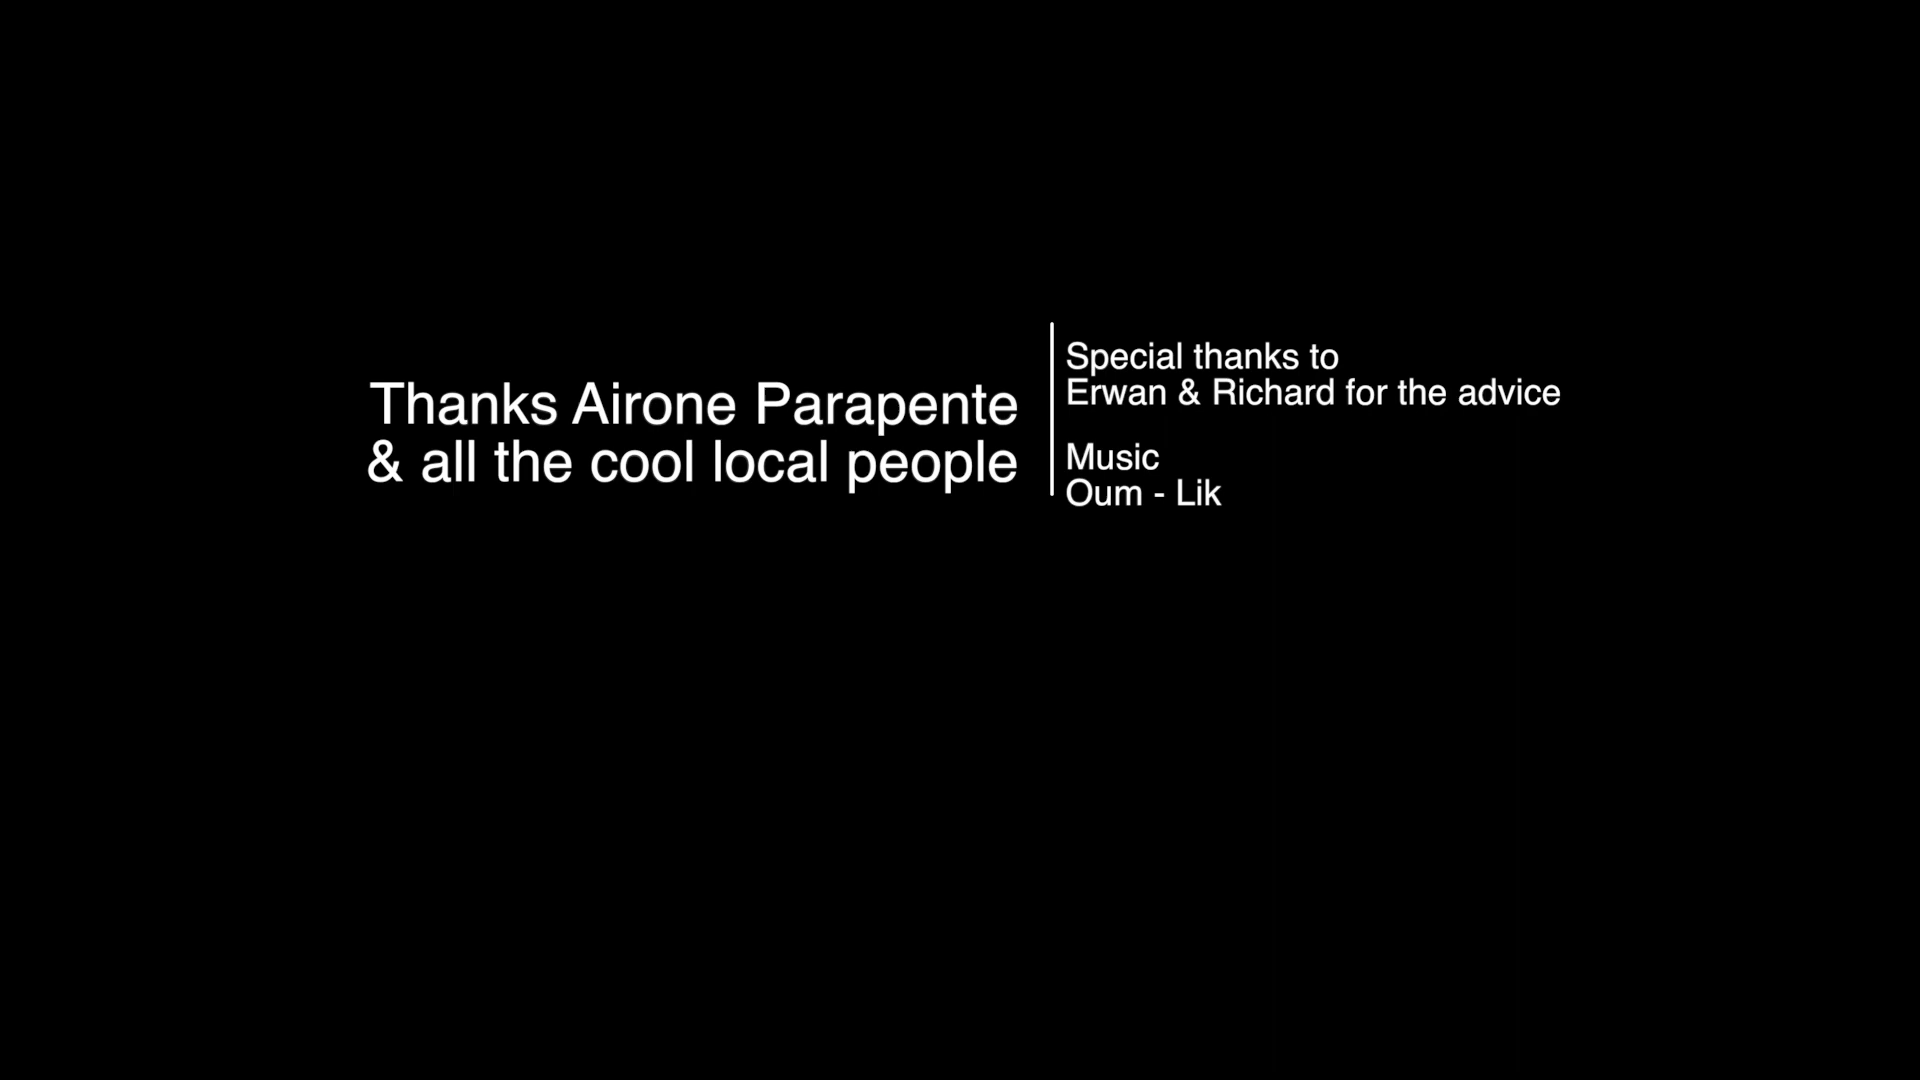 Thanks Airone Parapente
& all the cool local people
Special thanks to
Erwan & Richard for the advice
Music
Oum - Lik